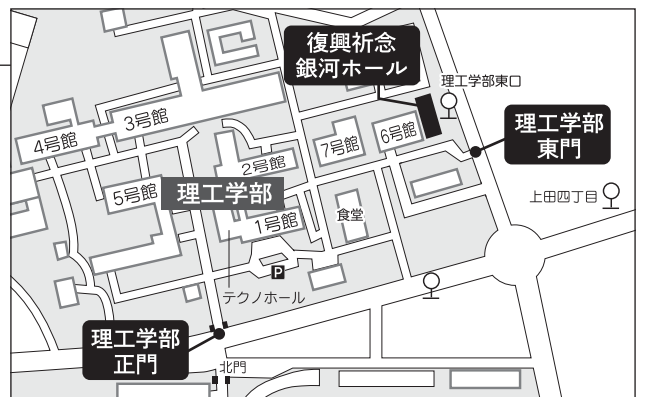 復興祈念
銀河ホール
理工学部東口
理工学部
東門
3号館
4号館
7号館
6号館
2号館
5号館
理工学部
上田四丁目
1号館
食堂
P
テクノホール
理工学部
正門
北門